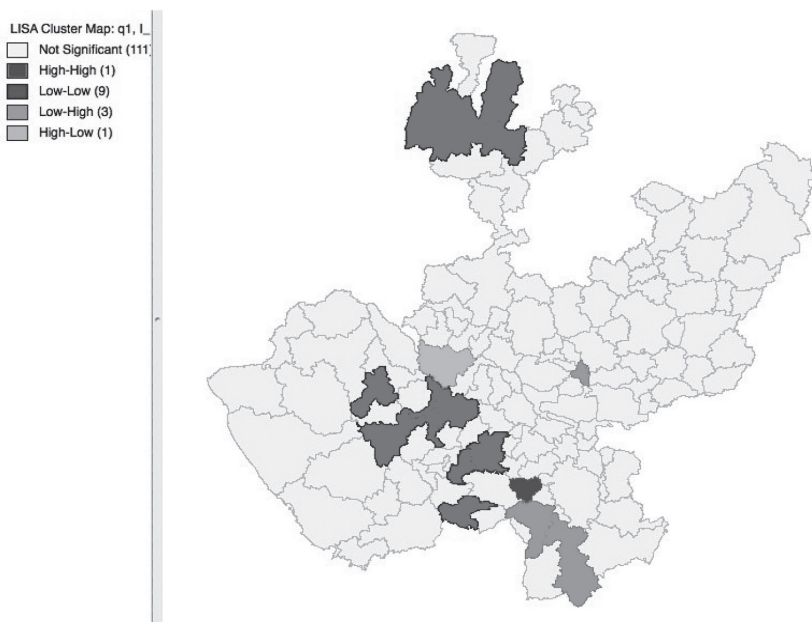 LISA Cluster Map: q1, I_
Not Significant (111)
High-High (1)
Low-Low (9)
Low-High (3)
High-Low (1)